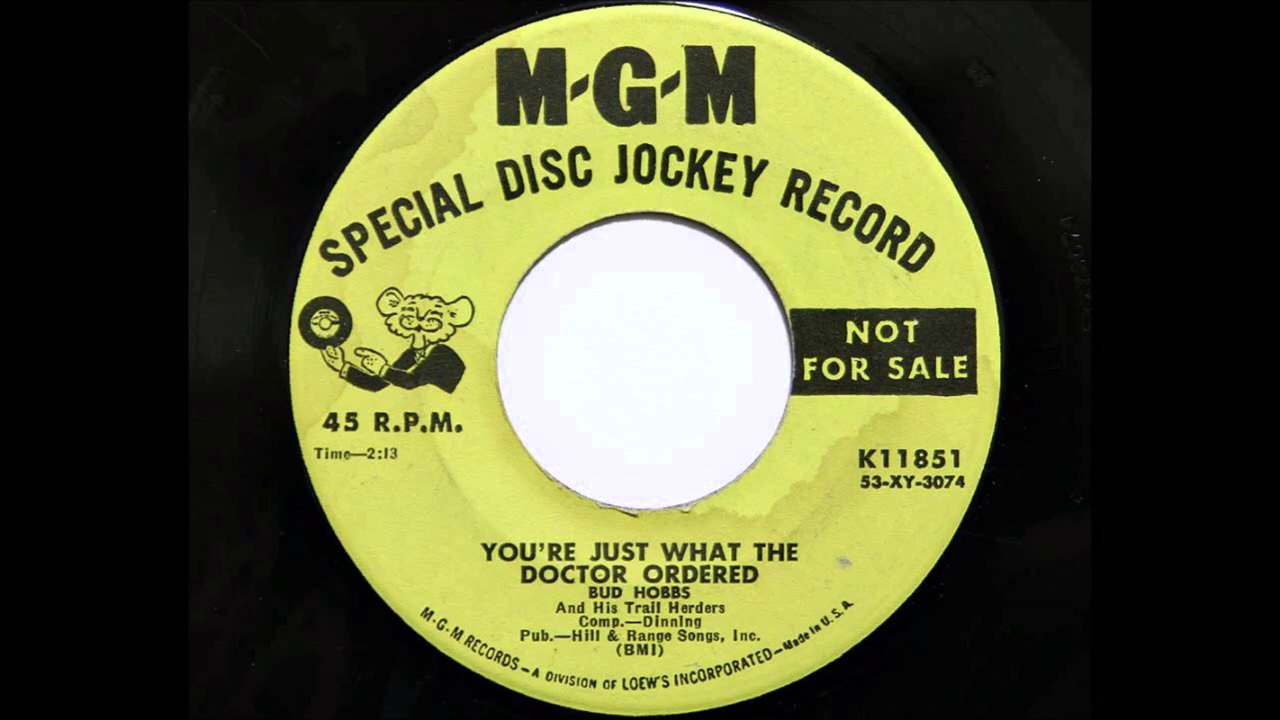 M-G-M
SPECIAL DISC JOCKEY RECORD
NOT
FOR SALE
45 R.P.M.
Time—2:13
K11851
53-XY-3074
YOU'RE JUST WHAT THE
DOCTOR ORDERED
BUD HOBBS
And His Trail Herders
Comp.—Dinning
Pub.—Hill & Range Songs, Inc.
(BMI)
M-G-M RECORDS—A DIVISION OF LOEW'S INCORPORATED—Made in U.S.A.